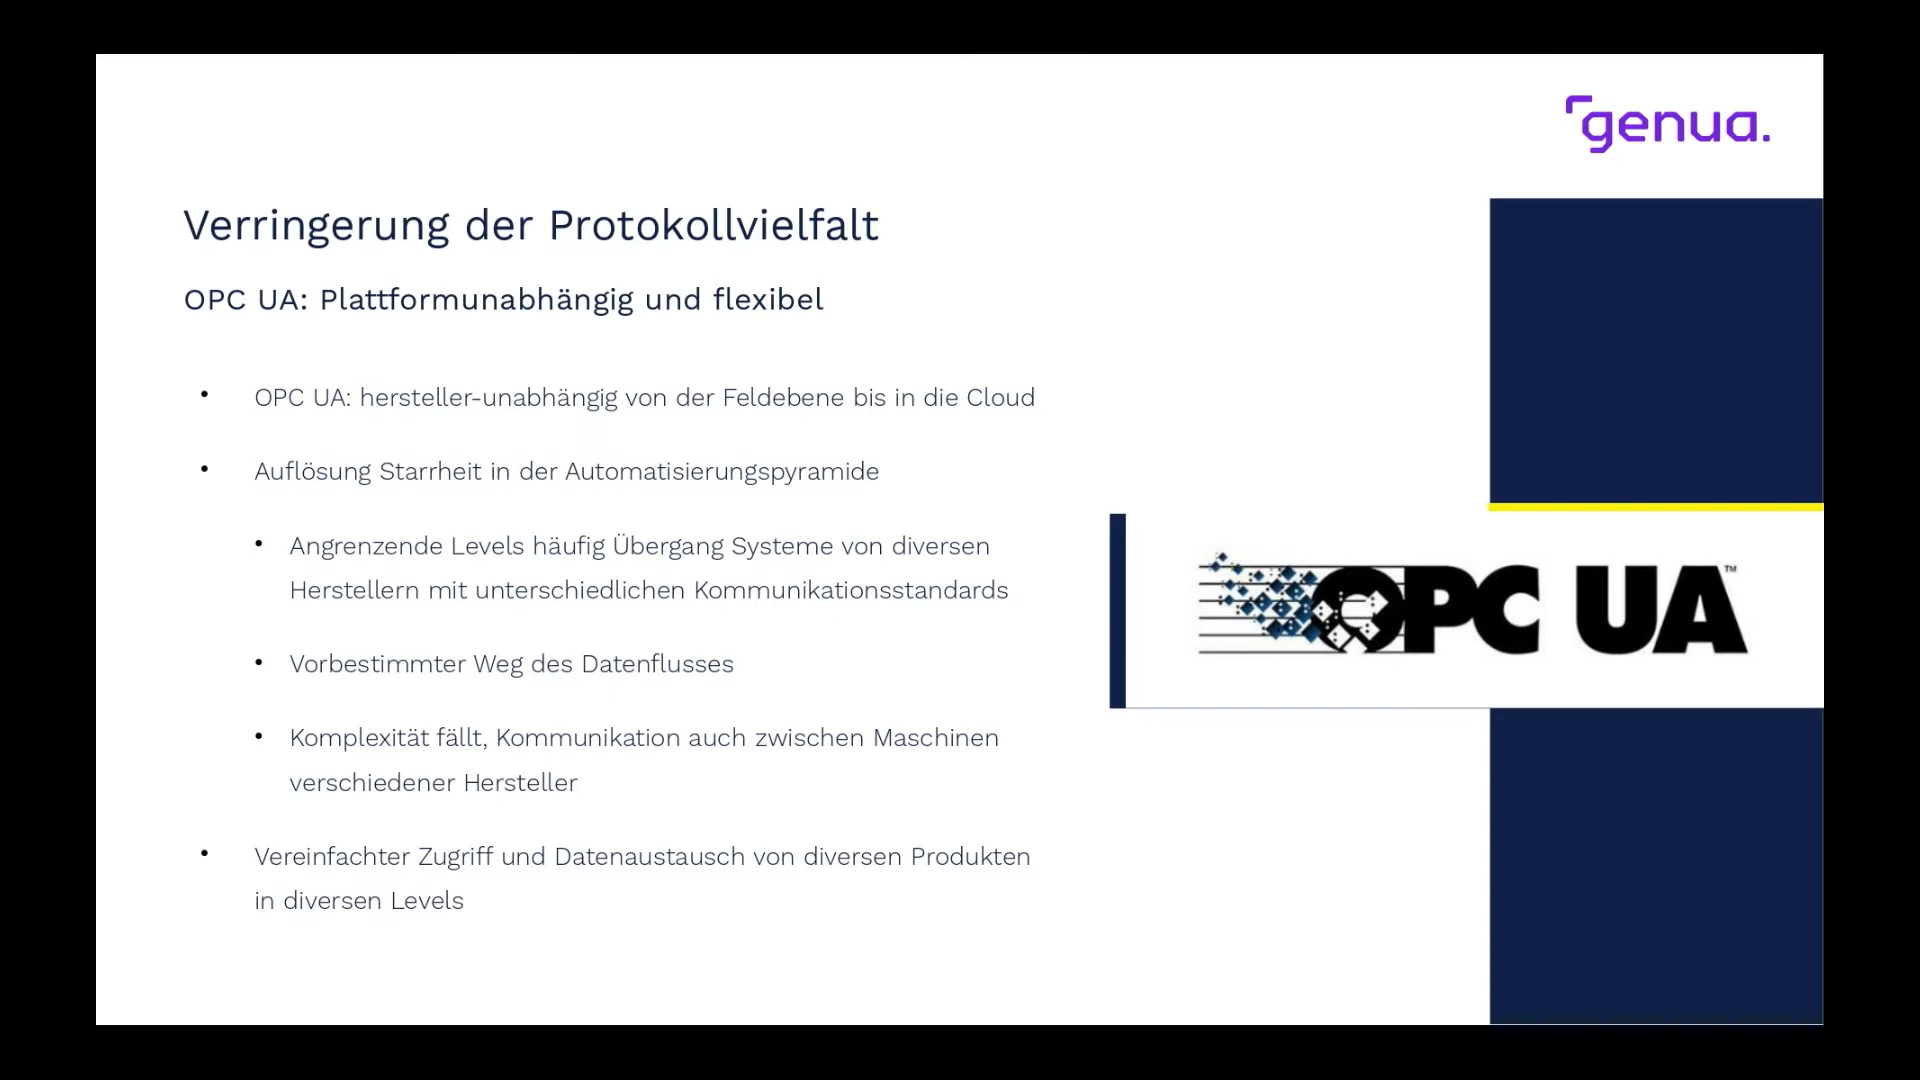 genua.
Verringerung der Protokollvielfalt
OPC UA: Plattformunabhängig und flexibel
• OPC UA: hersteller-unabhängig von der Feldebene bis in die Cloud
• Auflösung Starrheit in der Automatisierungspyramide
• Angrenzende Levels häufig Übergang Systeme von diversen
Herstellern mit unterschiedlichen Kommunikationsstandards
• Vorbestimmter Weg des Datenflusses
• Komplexität fällt, Kommunikation auch zwischen Maschinen
verschiedener Hersteller
• Vereinfachter Zugriff und Datenaustausch von diversen Produkten
in diversen Levels
OPC UA™